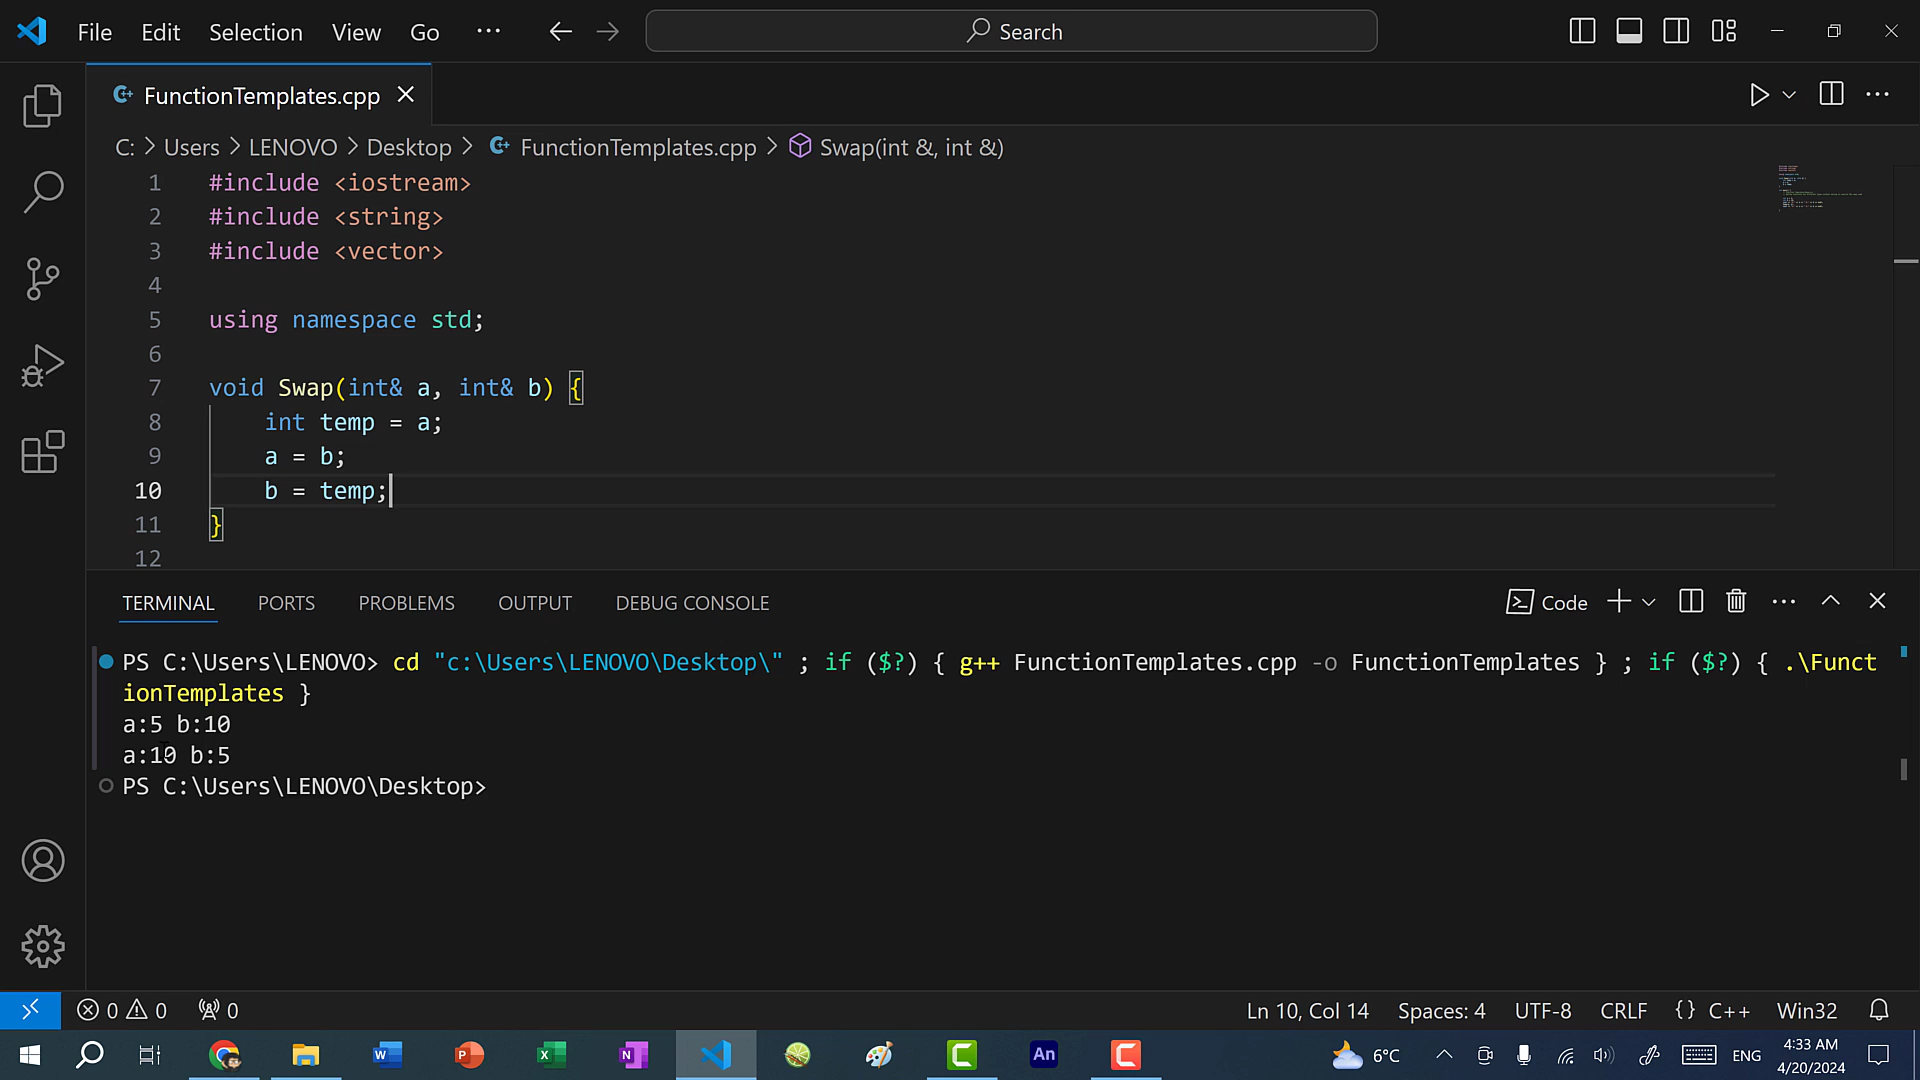 File Edit Selection View Go ··· Search
FunctionTemplates.cpp
C: > Users > LENOVO > Desktop > FunctionTemplates.cpp > Swap(int &, int &)
1 #include <iostream>
2 #include <string>
3 #include <vector>
4
5 using namespace std;
6
7 void Swap(int& a, int& b) {
8 int temp = a;
9 a = b;
10 b = temp;
11 }
12
TERMINAL PORTS PROBLEMS OUTPUT DEBUG CONSOLE Code
PS C:\Users\LENOVO> cd "c:\Users\LENOVO\Desktop\" ; if ($?) { g++ FunctionTemplates.cpp -o FunctionTemplates } ; if ($?) { .\Funct
ionTemplates }
a:5 b:10
a:10 b:5
PS C:\Users\LENOVO\Desktop>
0 0 0 Ln 10, Col 14 Spaces: 4 UTF-8 CRLF {} C++ Win32
W P X N An C 6°C ENG 4:33 AM
4/20/2024